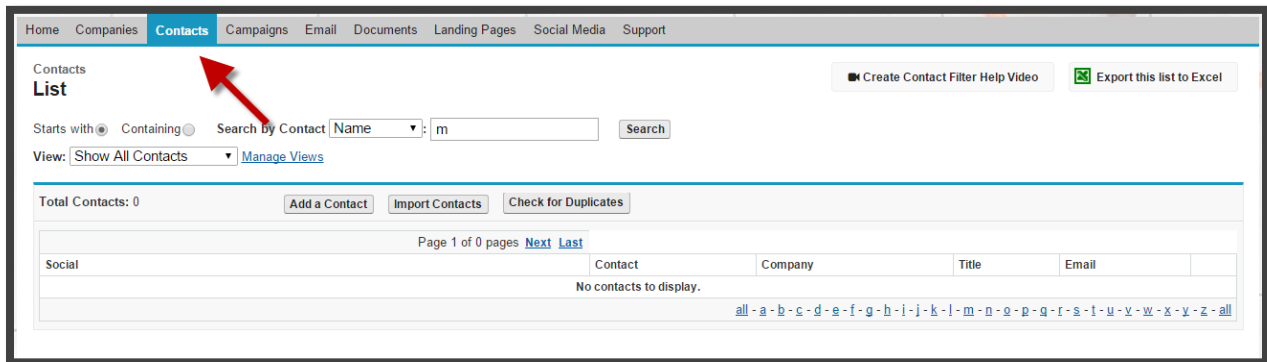 Home Companies Contacts Campaigns Email Documents Landing Pages Social Media Support
Contacts
List
Create Contact Filter Help Video
Export this list to Excel
Starts with Containing Search by Contact Name : m Search
View: Show All Contacts Manage Views
Total Contacts: 0 Add a Contact Import Contacts Check for Duplicates
Page 1 of 0 pages Next Last
Social Contact Company Title Email
No contacts to display.
all - a - b - c - d - e - f - g - h - i - j - k - l - m - n - o - p - q - r - s - t - u - v - w - x - y - z - all